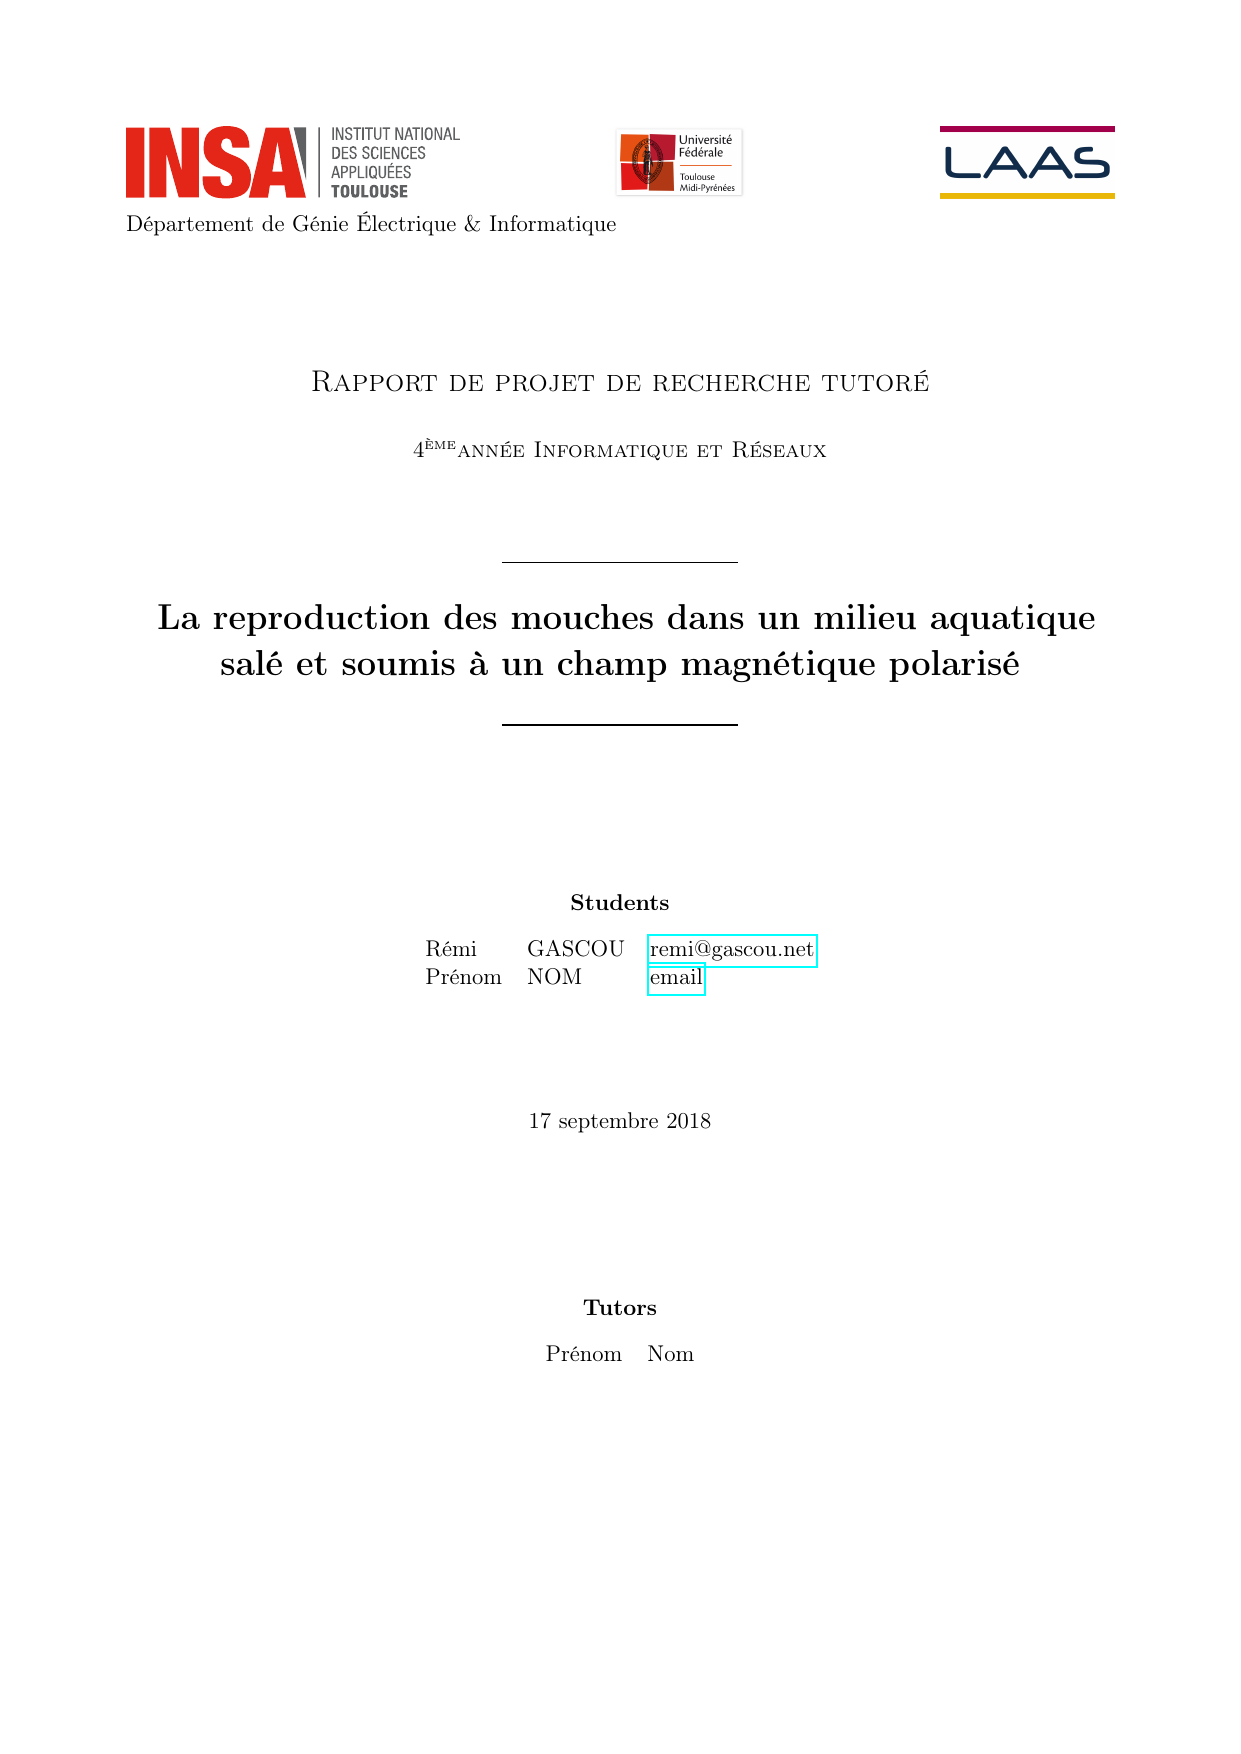 INSA
INSTITUT NATIONAL
DES SCIENCES
APPLIQUÉES
TOULOUSE
Université
Fédérale
Toulouse
Midi-Pyrénées
LAAS
Département de Génie Électrique & Informatique
Rapport de projet de recherche tutoré
4ème année Informatique et Réseaux
La reproduction des mouches dans un milieu aquatique
salé et soumis à un champ magnétique polarisé
Students
Rémi GASCOU remi@gascou.net
Prénom NOM email
17 septembre 2018
Tutors
Prénom Nom